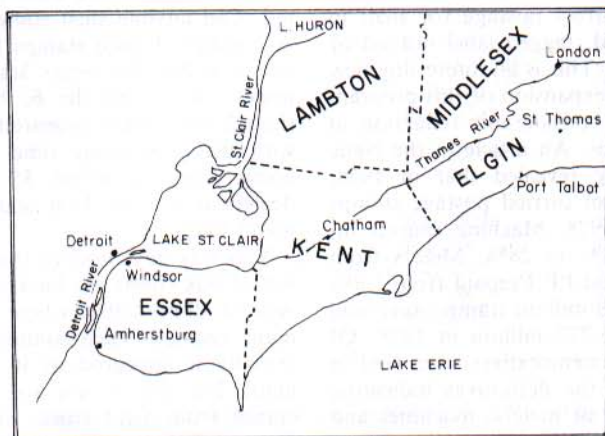 L. HURON
LAMBTON
MIDDLESEX
London
St Clair River
Thames River
St Thomas
ELGIN
Port Talbot
Chatham
Detroit
LAKE ST. CLAIR
KENT
Windsor
Detroit River
ESSEX
Amherstburg
LAKE ERIE